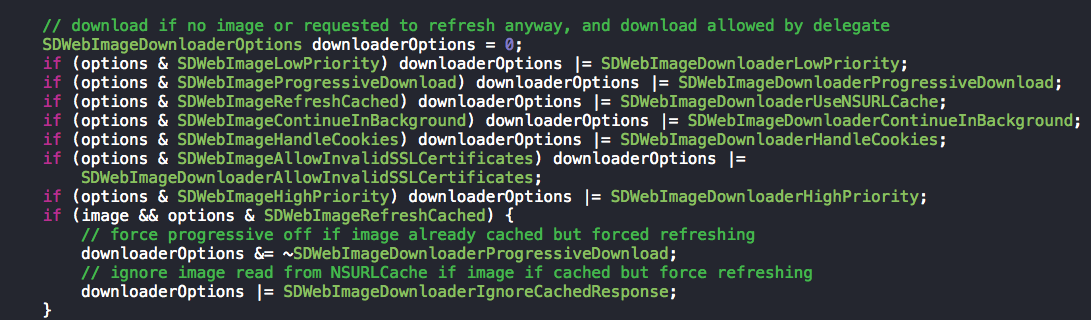 // download if no image or requested to refresh anyway, and download allowed by delegate
SDWebImageDownloaderOptions downloaderOptions = 0;
if (options & SDWebImageLowPriority) downloaderOptions |= SDWebImageDownloaderLowPriority;
if (options & SDWebImageProgressiveDownload) downloaderOptions |= SDWebImageDownloaderProgressiveDownload;
if (options & SDWebImageRefreshCached) downloaderOptions |= SDWebImageDownloaderUseNSURLCache;
if (options & SDWebImageContinueInBackground) downloaderOptions |= SDWebImageDownloaderContinueInBackground;
if (options & SDWebImageHandleCookies) downloaderOptions |= SDWebImageDownloaderHandleCookies;
if (options & SDWebImageAllowInvalidSSLCertificates) downloaderOptions |=
SDWebImageDownloaderAllowInvalidSSLCertificates;
if (options & SDWebImageHighPriority) downloaderOptions |= SDWebImageDownloaderHighPriority;
if (image && options & SDWebImageRefreshCached) {
// force progressive off if image already cached but forced refreshing
downloaderOptions &= ~SDWebImageDownloaderProgressiveDownload;
// ignore image read from NSURLCache if image if cached but force refreshing
downloaderOptions |= SDWebImageDownloaderIgnoreCachedResponse;
}